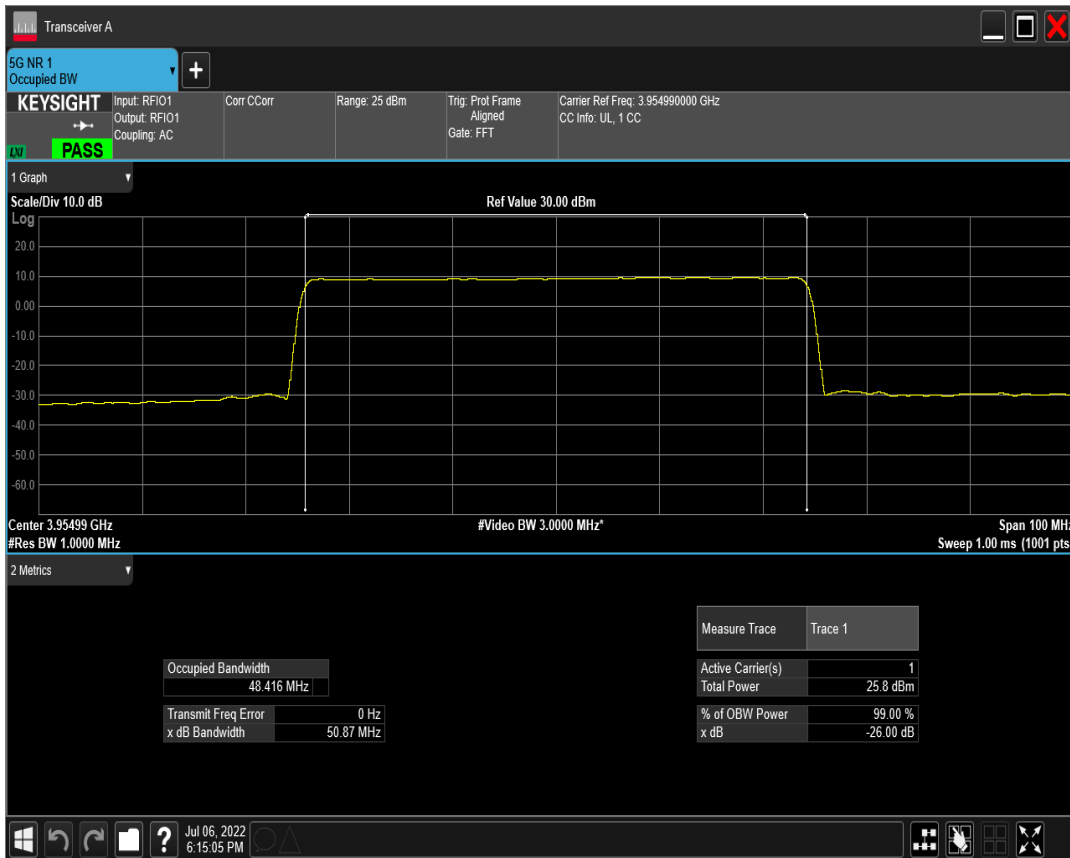 Transceiver A
5G NR 1
Occupied BW
+
KEYSIGHT
Input: RFIO1
Output: RFIO1
Coupling: AC
Corr CCorr
Range: 25 dBm
Trig: Prot Frame
Aligned
Gate: FFT
Carrier Ref Freq: 3.954990000 GHz
CC Info: UL, 1 CC
LXI
PASS
1 Graph
Scale/Div 10.0 dB
Ref Value 30.00 dBm
Log
20.0
10.0
0.00
-10.0
-20.0
-30.0
-40.0
-50.0
-60.0
Center 3.95499 GHz
#Video BW 3.0000 MHz*
Span 100 MHz
#Res BW 1.0000 MHz
Sweep 1.00 ms (1001 pts
2 Metrics
Measure Trace Trace 1
Occupied Bandwidth
48.416 MHz
Active Carrier(s) 1
Total Power 25.8 dBm
Transmit Freq Error 0 Hz
x dB Bandwidth 50.87 MHz
% of OBW Power 99.00 %
x dB -26.00 dB
?
Jul 06, 2022
6:15:05 PM